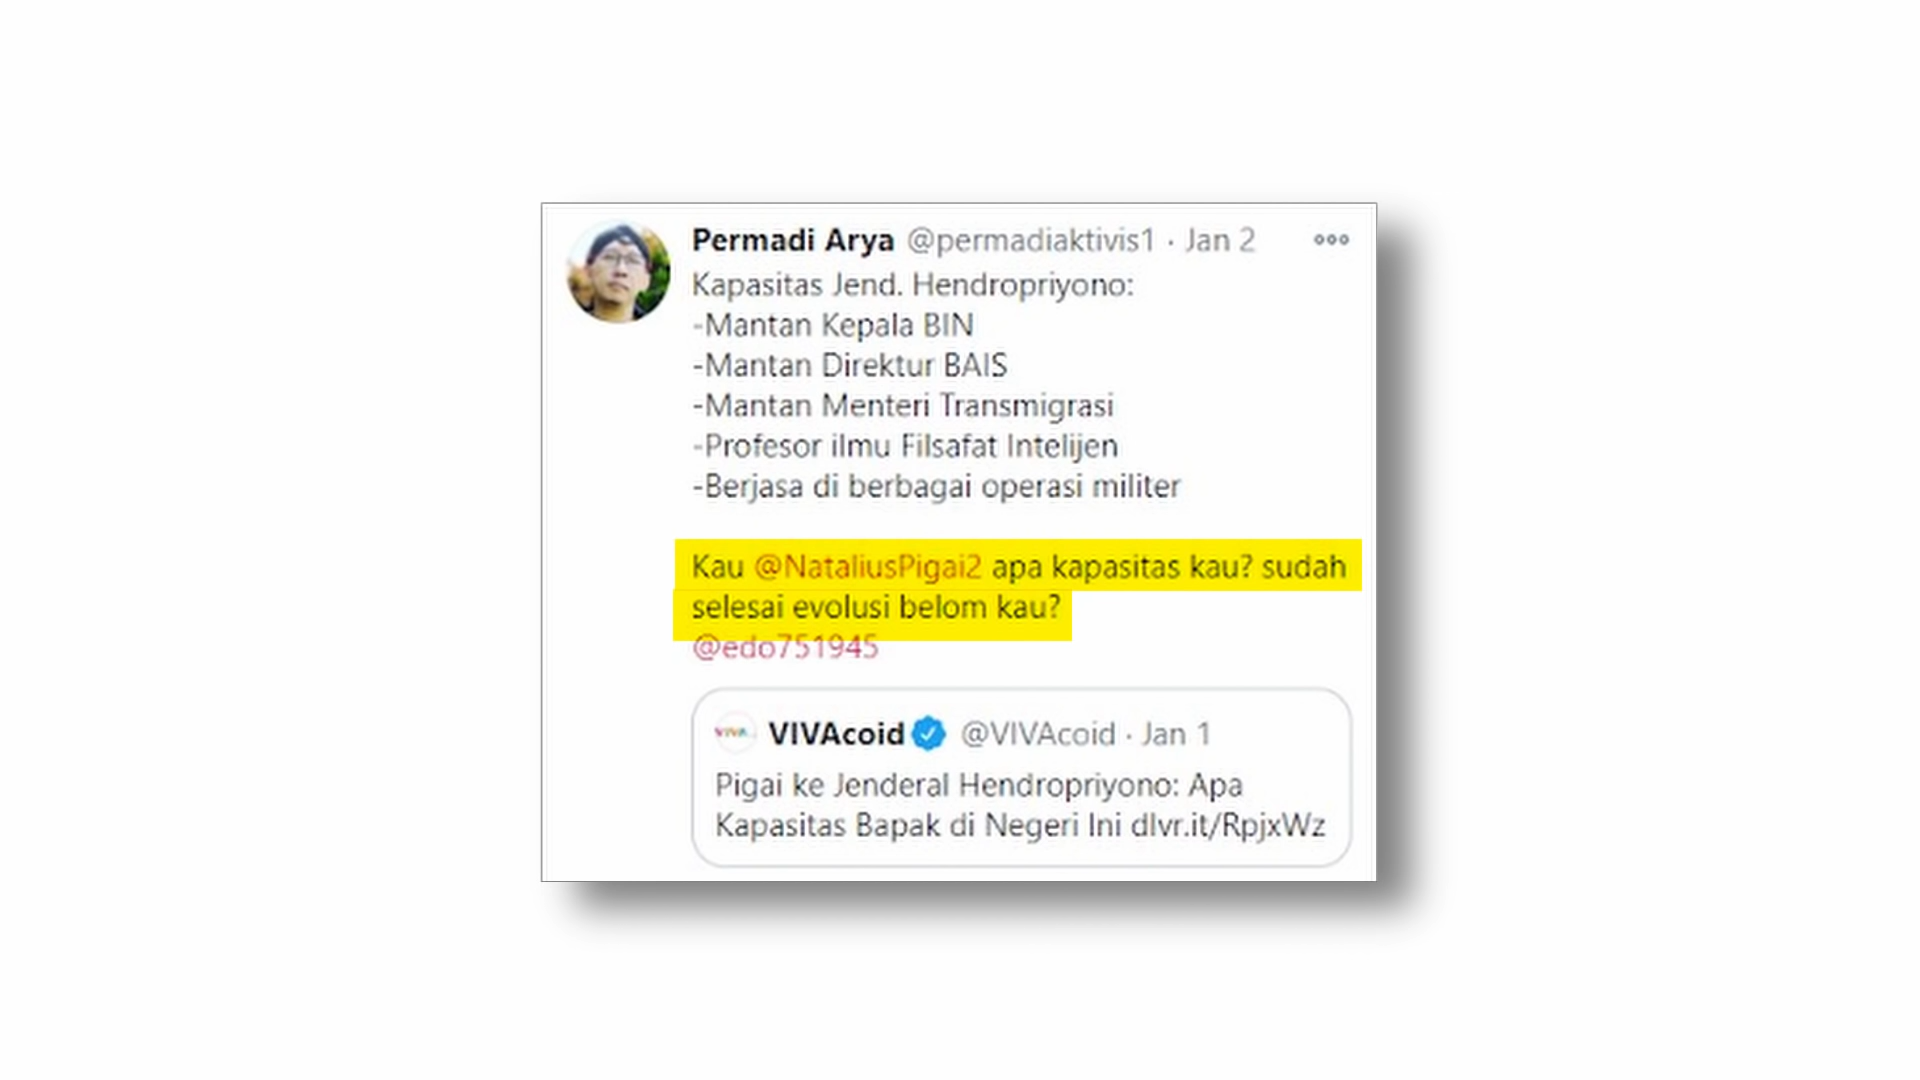 Permadi Arya @permadiaktivis1 · Jan 2
Kapasitas Jend. Hendropriyono:
-Mantan Kepala BIN
-Mantan Direktur BAIS
-Mantan Menteri Transmigrasi
-Profesor ilmu Filsafat Intelijen
-Berjasa di berbagai operasi militer
Kau @NataliusPigai2 apa kapasitas kau? sudah
selesai evolusi belom kau?
@edo751945
VIVA VIVAcoid @VIVAcoid · Jan 1
Pigai ke Jenderal Hendropriyono: Apa
Kapasitas Bapak di Negeri Ini dlvr.it/RpjxWz